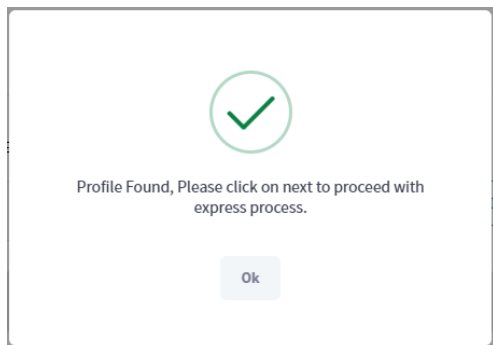 Profile Found, Please click on next to proceed with
express process.
Ok